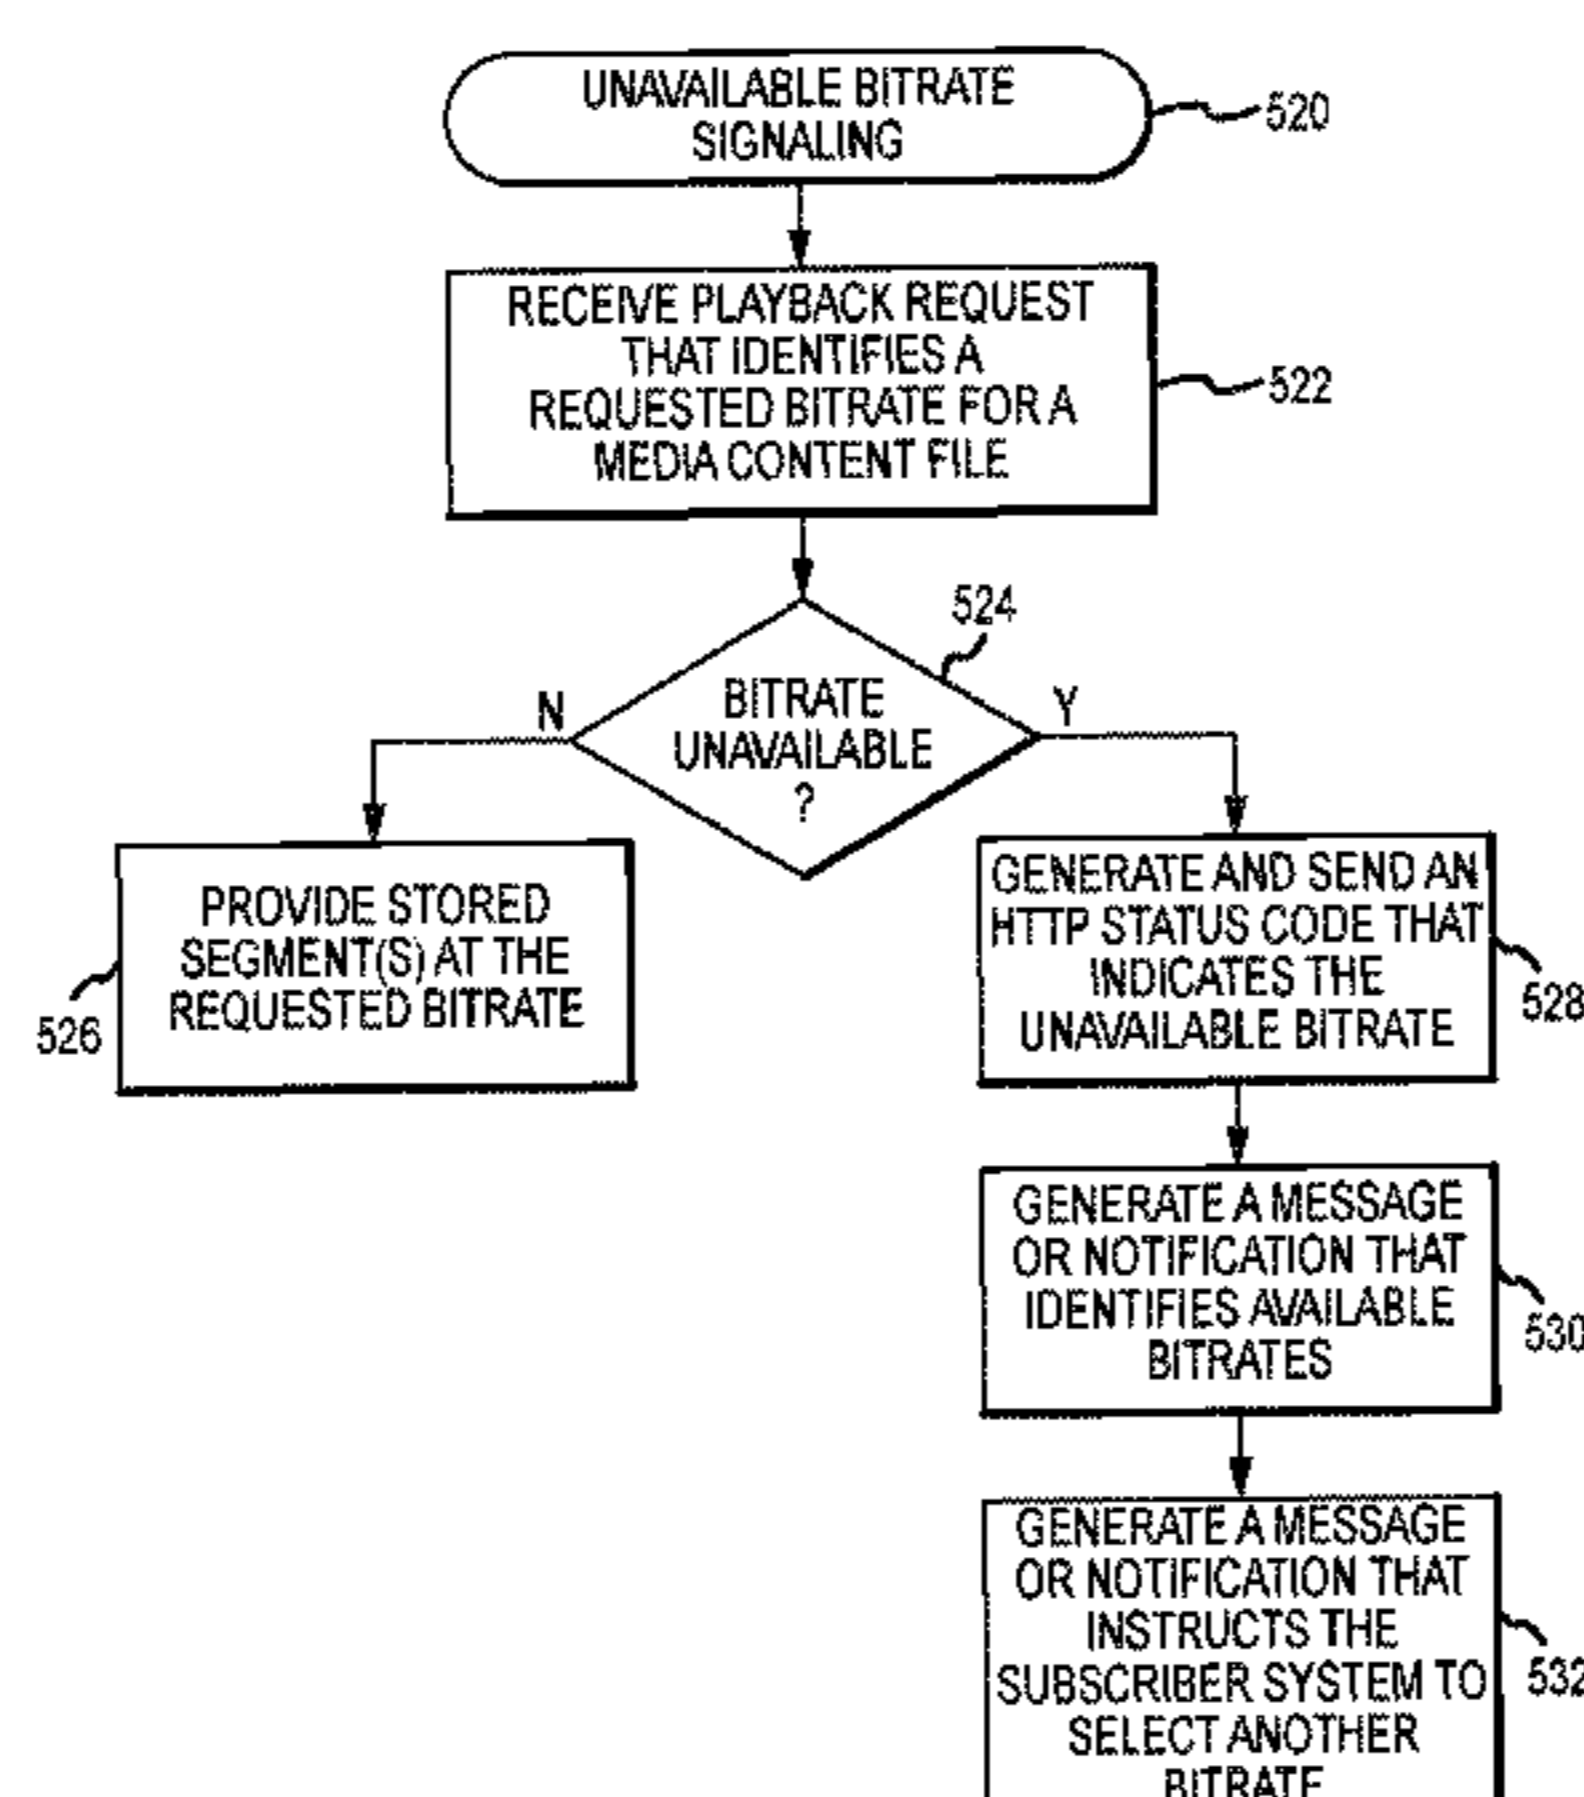 UNAVAILABLE BITRATE
SIGNALING
520
RECEIVE PLAYBACK REQUEST
THAT IDENTIFIES A
REQUESTED BITRATE FOR A
MEDIA CONTENT FILE
522
524
BITRATE
UNAVAILABLE
?
N
Y
PROVIDE STORED
SEGMENT(S) AT THE
REQUESTED BITRATE
526
GENERATE AND SEND AN
HTTP STATUS CODE THAT
INDICATES THE
UNAVAILABLE BITRATE
528
GENERATE A MESSAGE
OR NOTIFICATION THAT
IDENTIFIES AVAILABLE
BITRATES
530
GENERATE A MESSAGE
OR NOTIFICATION THAT
INSTRUCTS THE
SUBSCRIBER SYSTEM TO
SELECT ANOTHER
BITRATE
532